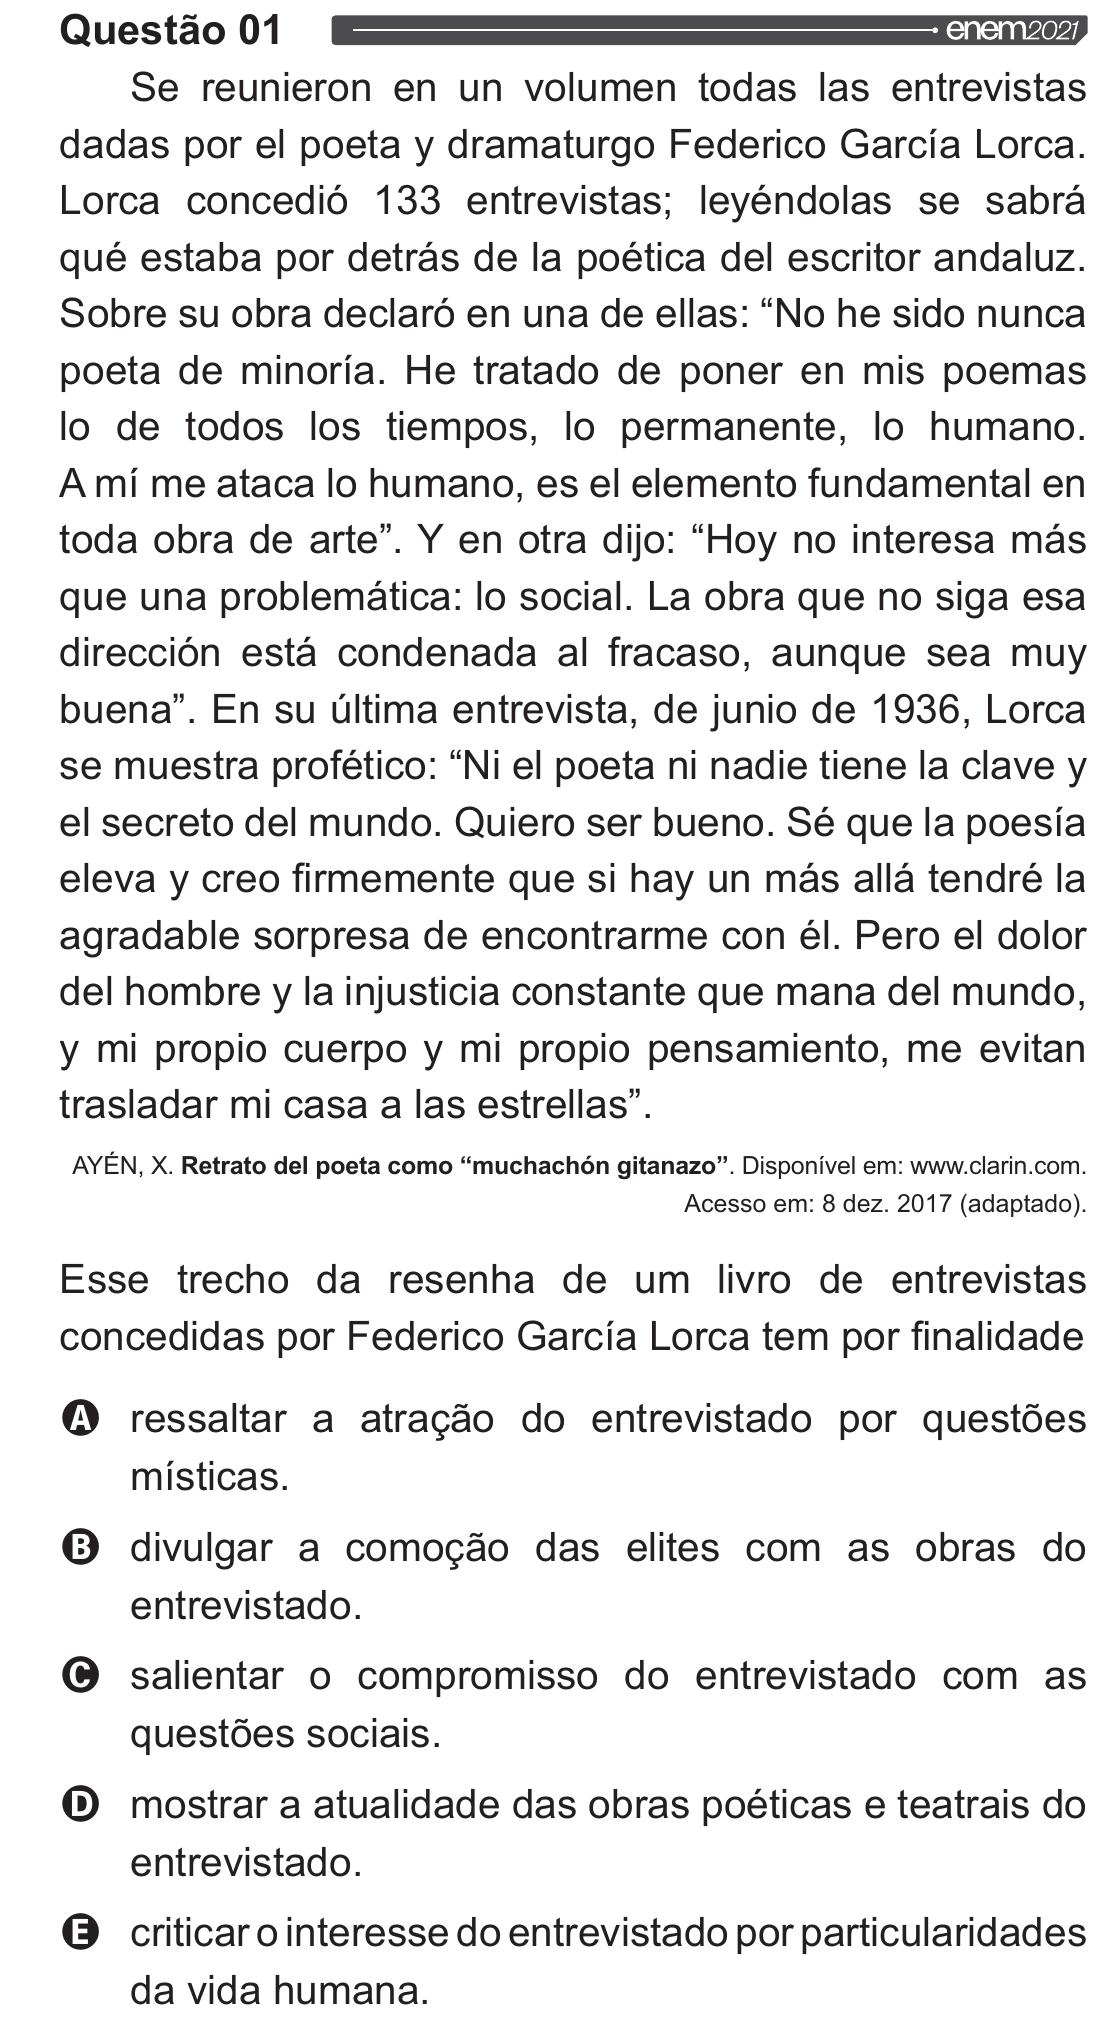 Questão 01 enem2021
Se reunieron en un volumen todas las entrevistas
dadas por el poeta y dramaturgo Federico García Lorca.
Lorca concedió 133 entrevistas; leyéndolas se sabrá
qué estaba por detrás de la poética del escritor andaluz.
Sobre su obra declaró en una de ellas: “No he sido nunca
poeta de minoría. He tratado de poner en mis poemas
lo de todos los tiempos, lo permanente, lo humano.
A mí me ataca lo humano, es el elemento fundamental en
toda obra de arte”. Y en otra dijo: “Hoy no interesa más
que una problemática: lo social. La obra que no siga esa
dirección está condenada al fracaso, aunque sea muy
buena”. En su última entrevista, de junio de 1936, Lorca
se muestra profético: “Ni el poeta ni nadie tiene la clave y
el secreto del mundo. Quiero ser bueno. Sé que la poesía
eleva y creo firmemente que si hay un más allá tendré la
agradable sorpresa de encontrarme con él. Pero el dolor
del hombre y la injusticia constante que mana del mundo,
y mi propio cuerpo y mi propio pensamiento, me evitan
trasladar mi casa a las estrellas”.
AYÉN, X. Retrato del poeta como “muchachón gitanazo”. Disponível em: www.clarin.com.
Acesso em: 8 dez. 2017 (adaptado).
Esse trecho da resenha de um livro de entrevistas
concedidas por Federico García Lorca tem por finalidade
A ressaltar a atração do entrevistado por questões
místicas.
B divulgar a comoção das elites com as obras do
entrevistado.
C salientar o compromisso do entrevistado com as
questões sociais.
D mostrar a atualidade das obras poéticas e teatrais do
entrevistado.
E criticar o interesse do entrevistado por particularidades
da vida humana.